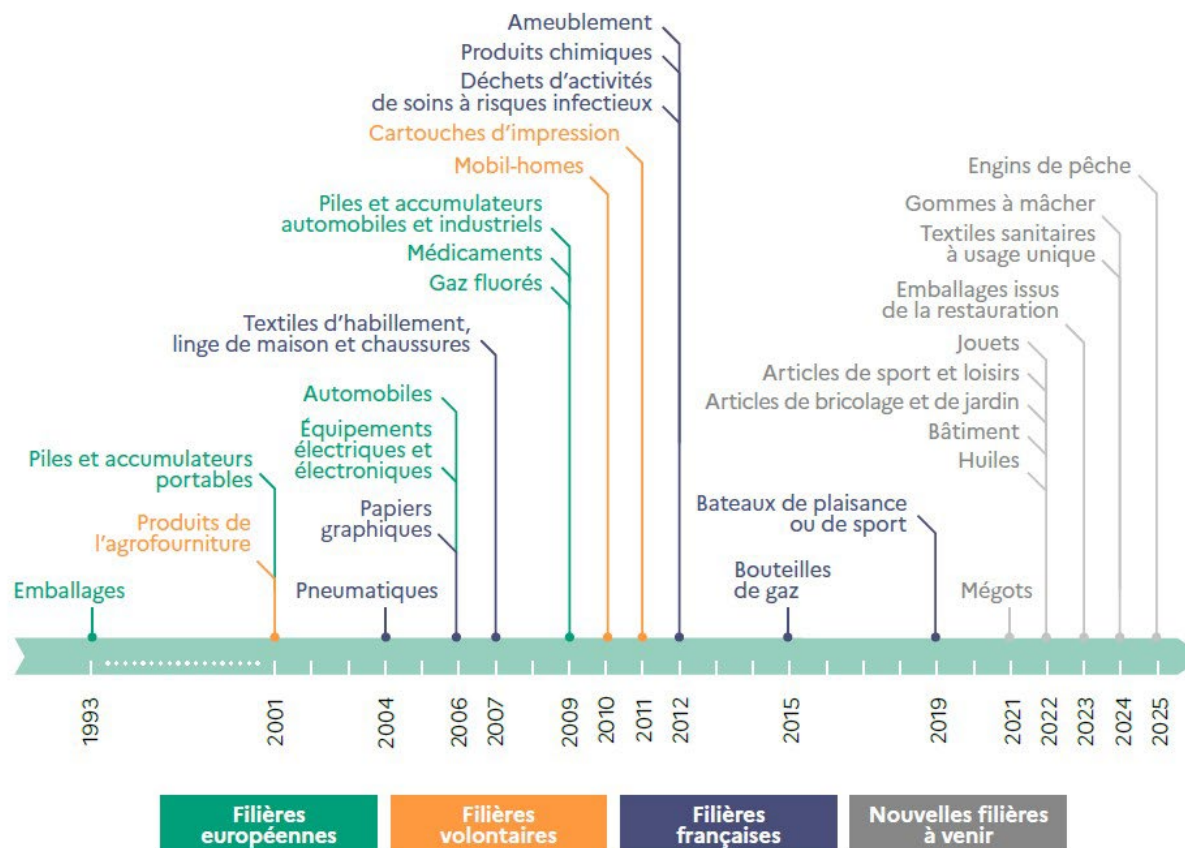 Ameublement
Produits chimiques
Déchets d'activités
de soins à risques infectieux
Cartouches d'impression
Mobil-homes
Piles et accumulateurs
automobiles et industriels
Médicaments
Gaz fluorés
Textiles d'habillement,
linge de maison et chaussures
Automobiles
Équipements
électriques et
électroniques
Piles et accumulateurs
portables
Papiers
graphiques
Produits de
l'agrofourniture
Emballages
Pneumatiques
Engins de pêche
Gommes à mâcher
Textiles sanitaires
à usage unique
Emballages issus
de la restauration
Jouets
Articles de sport et loisirs
Articles de bricolage et de jardin
Bâtiment
Huiles
Bateaux de plaisance
ou de sport
Bouteilles
de gaz
Mégots
1993
2001
2004
2006
2007
2009
2010
2011
2012
2015
2019
2021
2022
2023
2024
2025
Filières
européennes
Filières
volontaires
Filières
françaises
Nouvelles filières
à venir